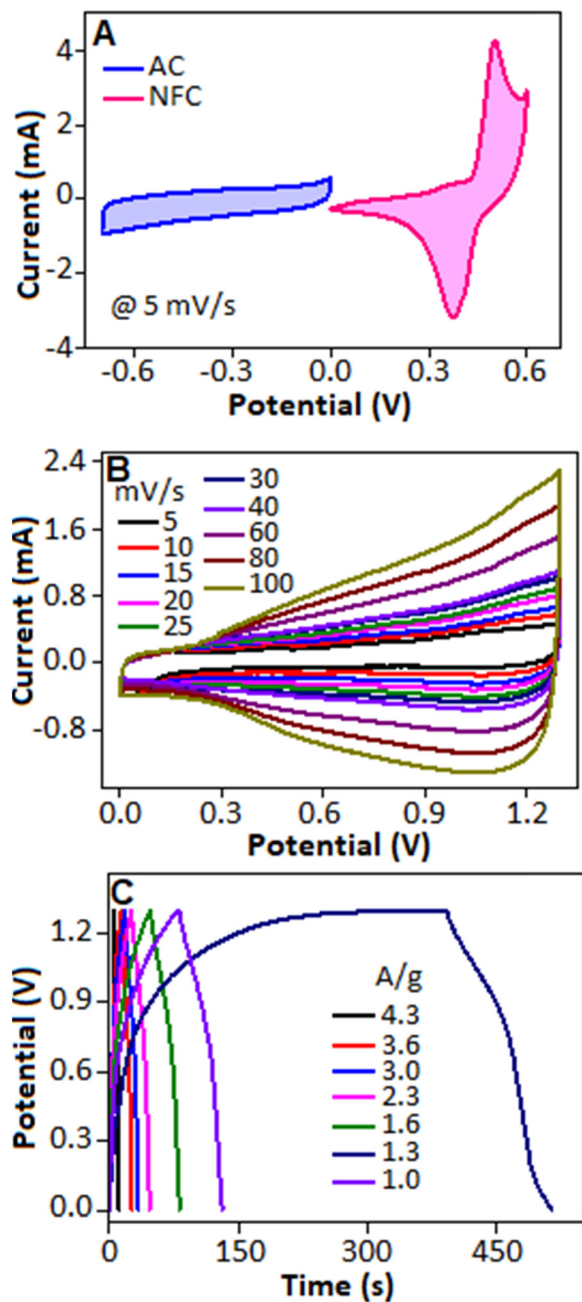 A
AC
NFC
4
2
0
-2
-4
Current (mA)
@ 5 mV/s
-0.6 -0.3 0.0 0.3 0.6
Potential (V)
B
mV/s
5
10
15
20
25
30
40
60
80
100
2.4
1.6
0.8
0.0
-0.8
Current (mA)
0.0 0.3 0.6 0.9 1.2
Potential (V)
C
A/g
4.3
3.6
3.0
2.3
1.6
1.3
1.0
1.2
0.9
0.6
0.3
0.0
Potential (V)
0 150 300 450
Time (s)